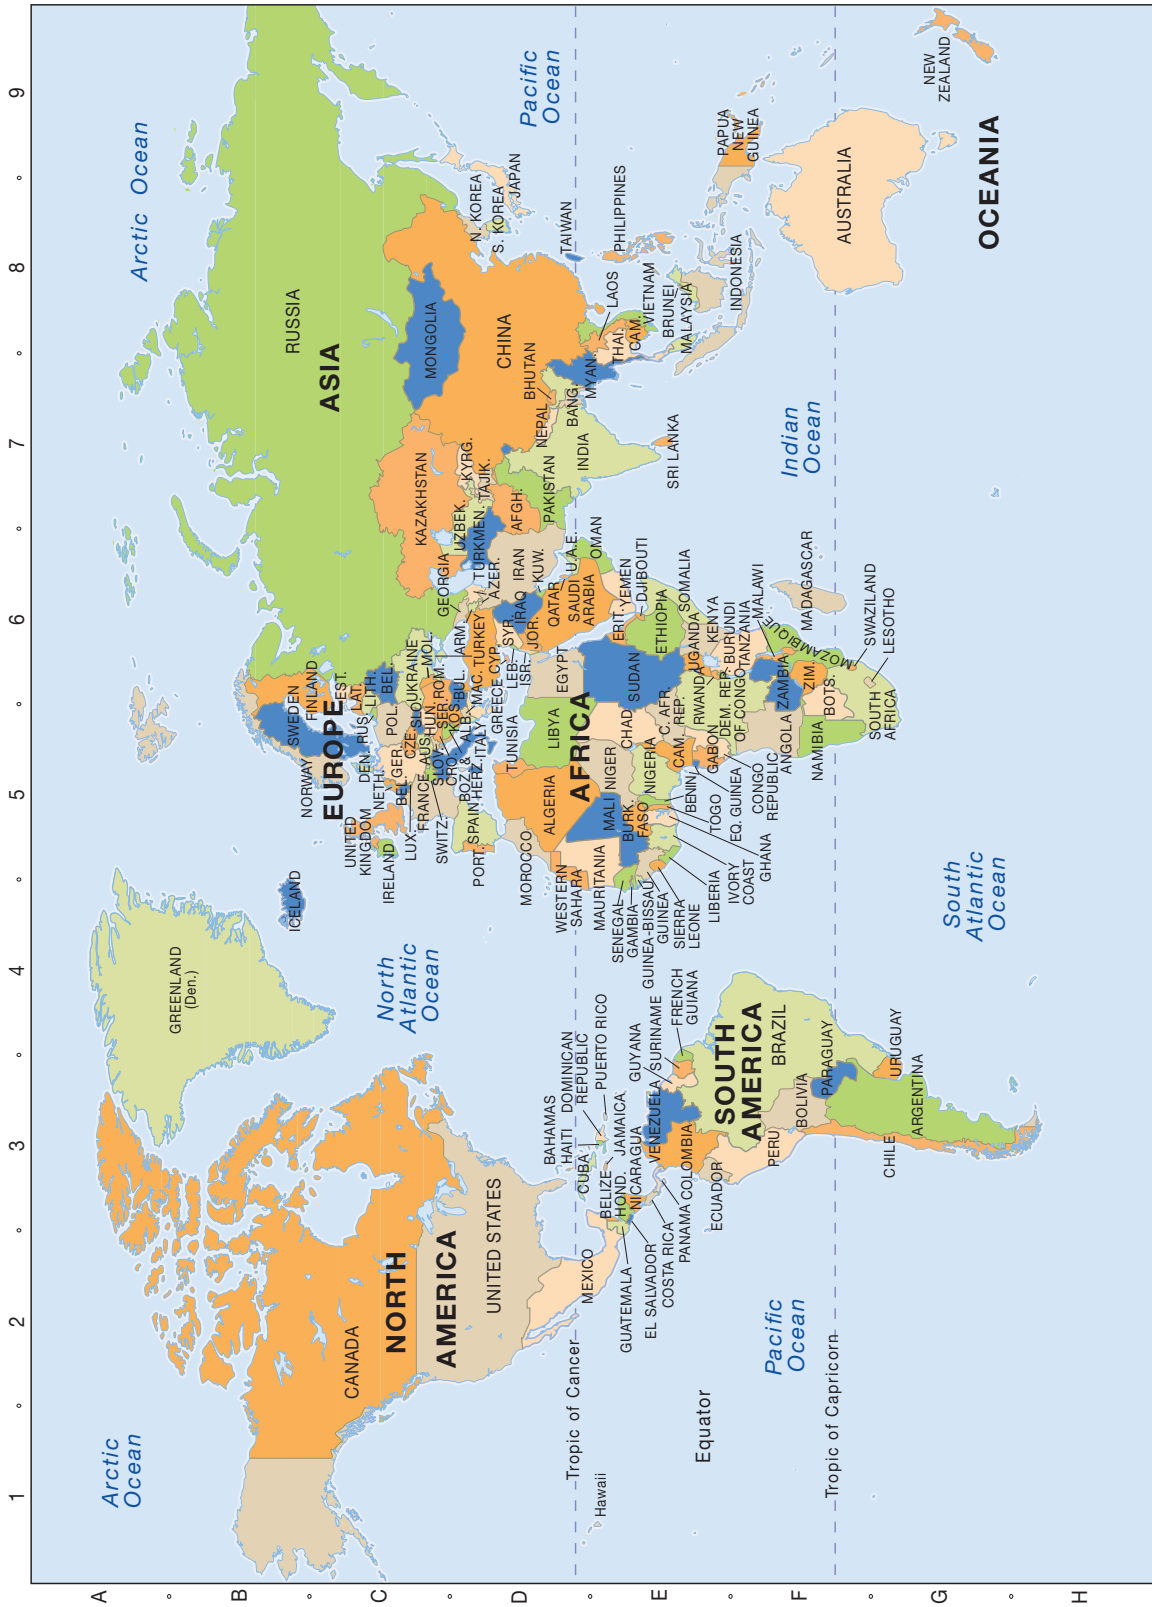 1
2
3
4
5
6
7
8
9
A
B
C
D
E
F
G
H
Arctic
Ocean
Arctic Ocean
GREENLAND
(Den.)
ICELAND
CANADA
NORTH
AMERICA
UNITED STATES
North
Atlantic
Ocean
Pacific
Ocean
Tropic of Cancer
Hawaii
MEXICO
BAHAMAS
CUBA
HAITI
DOMINICAN
REPUBLIC
PUERTO RICO
JAMAICA
BELIZE
HOND.
NICARAGUA
GUATEMALA
EL SALVADOR
COSTA RICA
PANAMA
Equator
Pacific
Ocean
Tropic of Capricorn
VENEZUELA
GUYANA
SURINAME
FRENCH
GUIANA
COLOMBIA
ECUADOR
SOUTH
AMERICA
BRAZIL
PERU
BOLIVIA
PARAGUAY
CHILE
ARGENTINA
URUGUAY
South
Atlantic
Ocean
EUROPE
NORWAY
SWEDEN
FINLAND
EST.
LAT.
LITH.
RUS.
DEN.
UNITED
KINGDOM
IRELAND
NETH.
BEL.
GER.
POL.
BEL.
LUX.
FRANCE
CZE.
SLO.
UKRAINE
MOL.
AUS.
HUN.
ROM.
SWITZ.
SLOV.
CRO.
SER.
KOS.
BUL.
BOZ. &
HERZ.
ALB.
MAC.
ITALY
GREECE
PORT.
SPAIN
TURKEY
CYP.
ARM.
GEORGIA
AZER.
SYR.
LEB.
ISR.
JOR.
IRAQ
IRAN
KUW.
QATAR
SAUDI
ARABIA
U.A.E.
OMAN
YEMEN
RUSSIA
ASIA
KAZAKHSTAN
UZBEK.
TURKMEN.
KYRG.
TAJIK.
AFGH.
PAKISTAN
MONGOLIA
CHINA
N. KOREA
S. KOREA
JAPAN
TAIWAN
NEPAL
BHUTAN
BANG.
INDIA
SRI LANKA
MYAN.
THAI.
LAOS
CAM.
VIETNAM
PHILIPPINES
BRUNEI
MALAYSIA
INDONESIA
PAPUA
NEW
GUINEA
Indian
Ocean
AUSTRALIA
NEW
ZEALAND
OCEANIA
AFRICA
MOROCCO
WESTERN
SAHARA
ALGERIA
TUNISIA
LIBYA
EGYPT
MAURITANIA
MALI
NIGER
CHAD
SUDAN
ERIT.
DJIBOUTI
ETHIOPIA
SOMALIA
SENEGAL
GAMBIA
GUINEA-BISSAU
GUINEA
SIERRA
LEONE
LIBERIA
IVORY
COAST
GHANA
TOGO
BENIN
BURK.
FASO
NIGERIA
CAM.
C. AFR.
REP.
EQ. GUINEA
GABON
CONGO
REPUBLIC
DEM. REP.
OF CONGO
RWANDA
UGANDA
KENYA
BURUNDI
TANZANIA
MALAWI
ANGOLA
ZAMBIA
MOZAMBIQUE
MADAGASCAR
ZIM.
BOTS.
NAMIBIA
SOUTH
AFRICA
SWAZILAND
LESOTHO
Pacific
Ocean